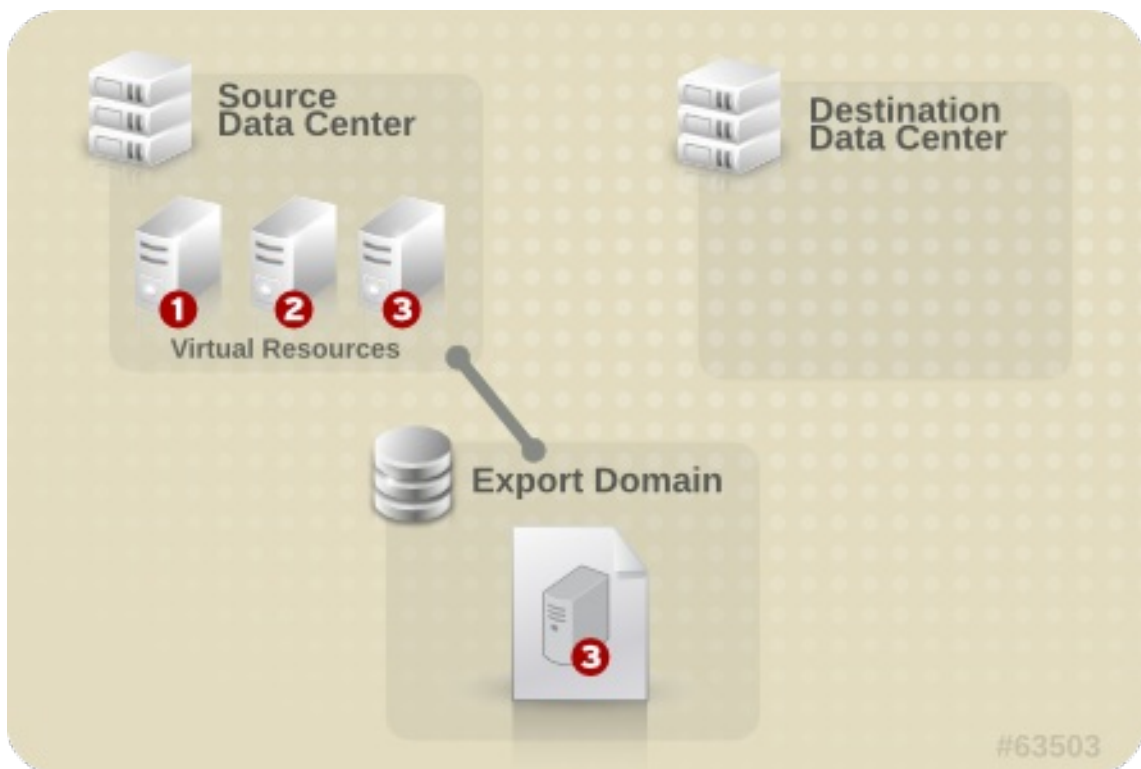 Source
Data Center
Destination
Data Center
1
2
3
Virtual Resources
Export Domain
3
#63503